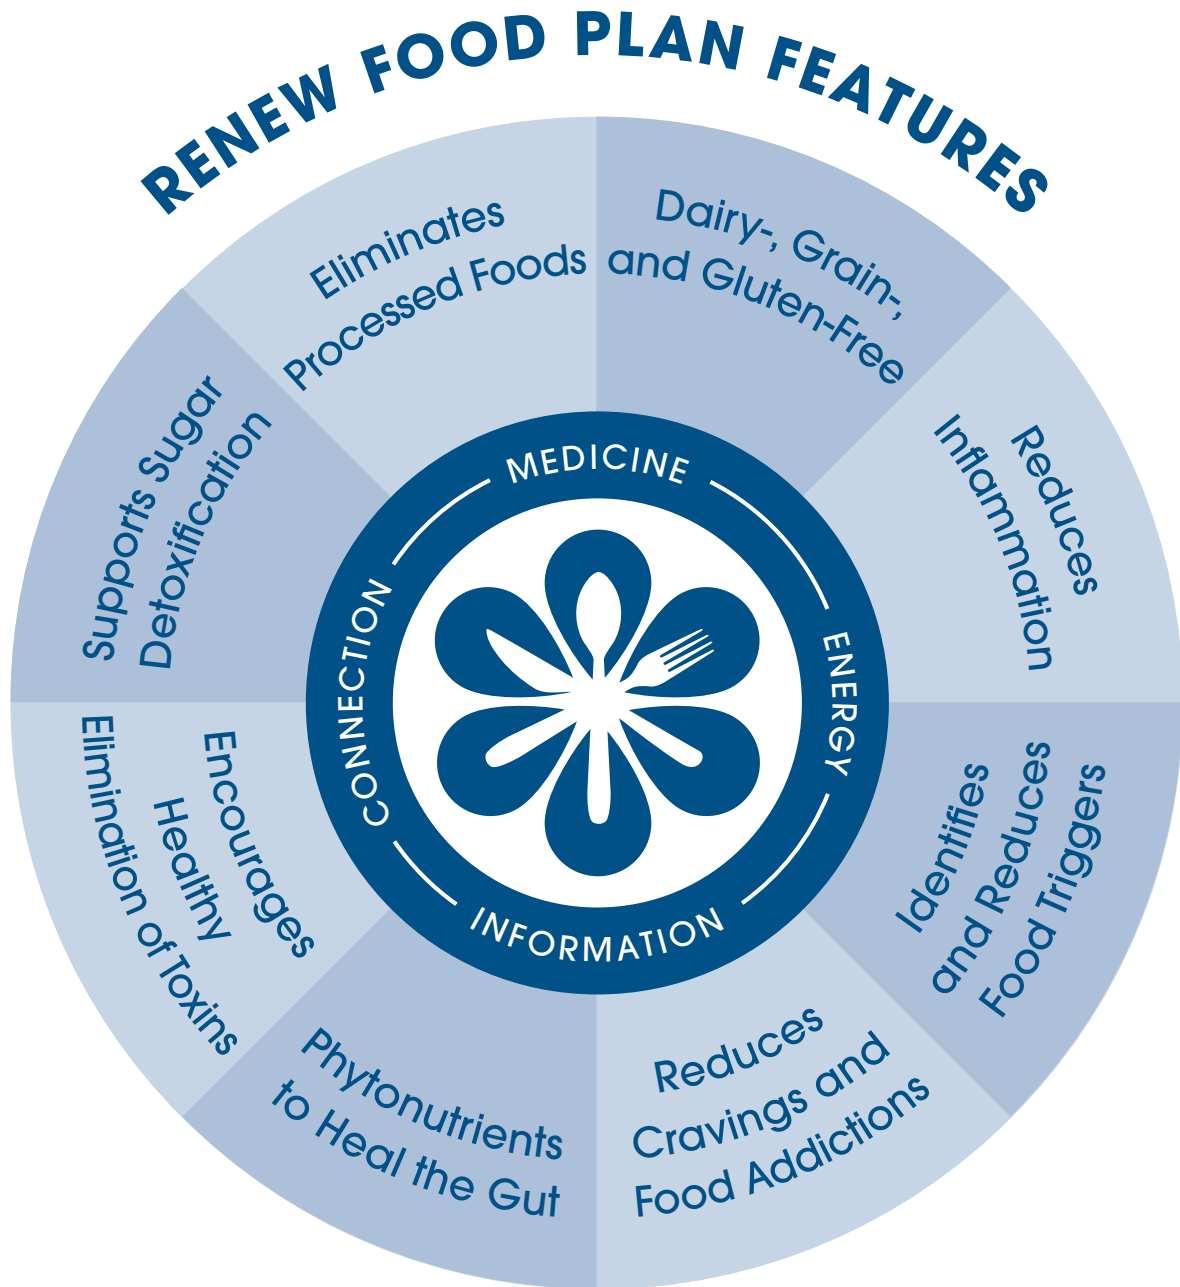 RENEW FOOD PLAN FEATURES
Dairy-, Grain-,
and Gluten-Free
Reduces
Inflammation
Identifies
and Reduces
Food Triggers
Reduces
Cravings and
Food Addictions
Phytonutrients
to Heal the Gut
Encourages
Healthy
Elimination of Toxins
Supports Sugar
Detoxification
Eliminates
Processed Foods
MEDICINE
ENERGY
INFORMATION
CONNECTION